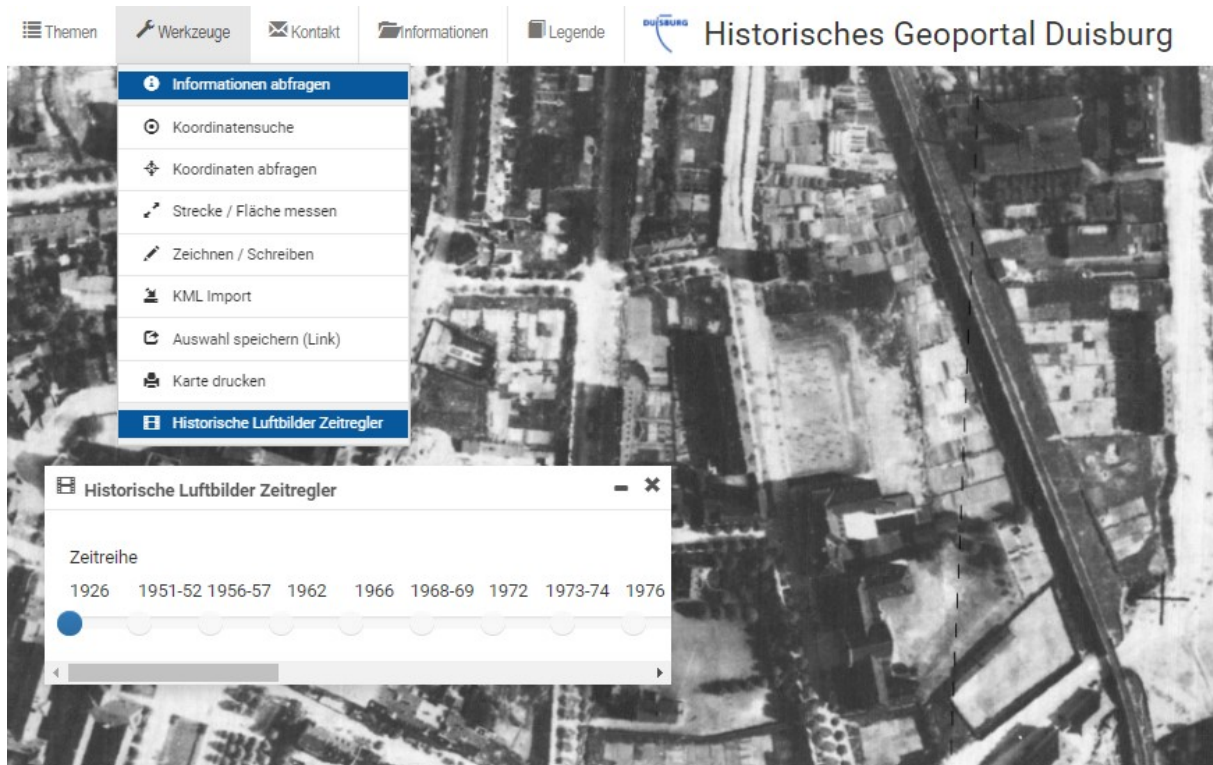 Themen Werkzeuge Kontakt Informationen Legende DUISBURG Historisches Geoportal Duisburg
Informationen abfragen
Koordinatensuche
Koordinaten abfragen
Strecke / Fläche messen
Zeichnen / Schreiben
KML Import
Auswahl speichern (Link)
Karte drucken
Historische Luftbilder Zeitregler
Historische Luftbilder Zeitregler
Zeitreihe
1926 1951-52 1956-57 1962 1966 1968-69 1972 1973-74 1976